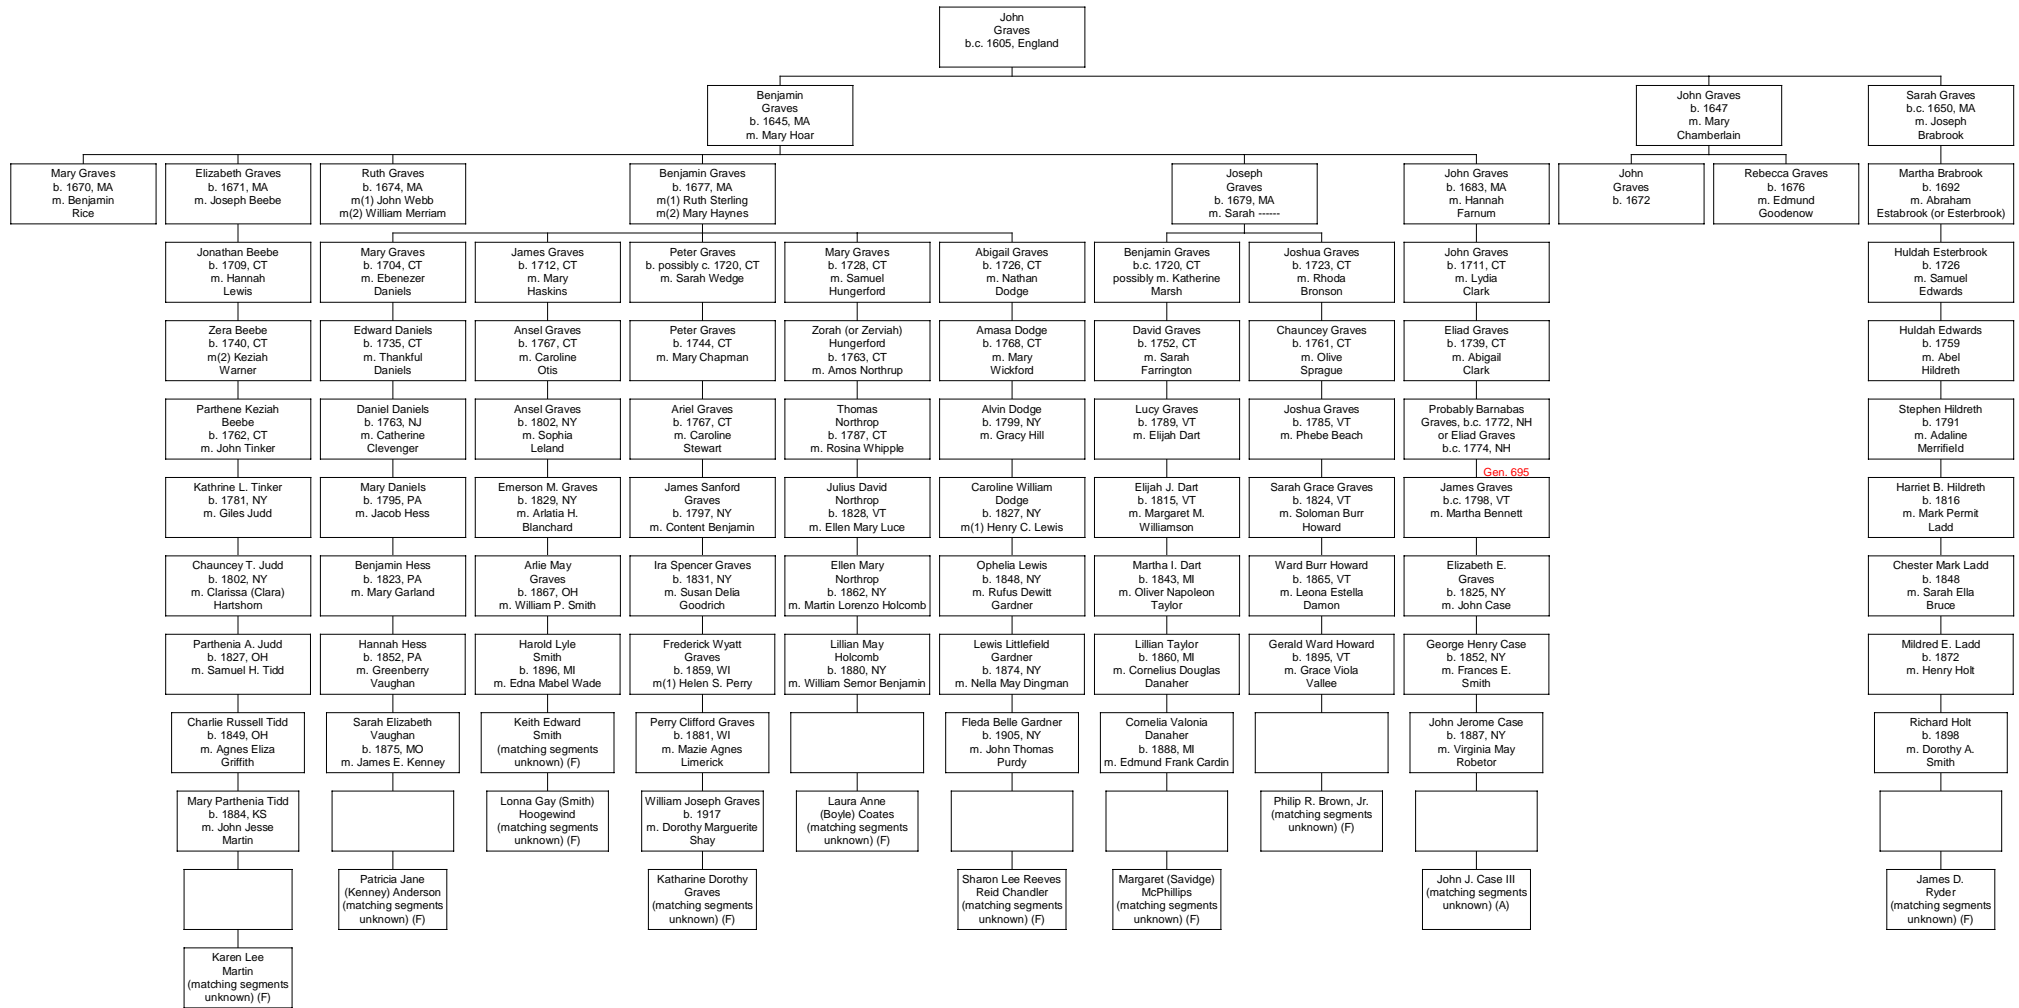 John
Graves
b.c. 1605, England
Benjamin
Graves
b. 1645, MA
m. Mary Hoar
John Graves
b. 1647
m. Mary
Chamberlain
Sarah Graves
b.c. 1650, MA
m. Joseph
Brabrook
Mary Graves
b. 1670, MA
m. Benjamin
Rice
Elizabeth Graves
b. 1671, MA
m. Joseph Beebe
Ruth Graves
b. 1674, MA
m(1) John Webb
m(2) William Merriam
Benjamin Graves
b. 1677, MA
m(1) Ruth Sterling
m(2) Mary Haynes
Joseph
Graves
b. 1679, MA
m. Sarah ------
John Graves
b. 1683, MA
m. Hannah
Farnum
John
Graves
b. 1672
Rebecca Graves
b. 1676
m. Edmund
Goodenow
Martha Brabrook
b. 1692
m. Abraham
Estabrook (or Esterbrook)
Jonathan Beebe
b. 1709, CT
m. Hannah
Lewis
Mary Graves
b. 1704, CT
m. Ebenezer
Daniels
James Graves
b. 1712, CT
m. Mary
Haskins
Peter Graves
b. possibly c. 1720, CT
m. Sarah Wedge
Mary Graves
b. 1728, CT
m. Samuel
Hungerford
Abigail Graves
b. 1726, CT
m. Nathan
Dodge
Benjamin Graves
b.c. 1720, CT
possibly m. Katherine
Marsh
Joshua Graves
b. 1723, CT
m. Rhoda
Bronson
John Graves
b. 1711, CT
m. Lydia
Clark
Huldah Esterbrook
b. 1726
m. Samuel
Edwards
Zera Beebe
b. 1740, CT
m(2) Keziah
Warner
Edward Daniels
b. 1735, CT
m. Thankful
Daniels
Ansel Graves
b. 1767, CT
m. Caroline
Otis
Peter Graves
b. 1744, CT
m. Mary Chapman
Zorah (or Zerviah)
Hungerford
b. 1763, CT
m. Amos Northrup
Amasa Dodge
b. 1768, CT
m. Mary
Wickford
David Graves
b. 1752, CT
m. Sarah
Farrington
Chauncey Graves
b. 1761, CT
m. Olive
Sprague
Eliad Graves
b. 1739, CT
m. Abigail
Clark
Huldah Edwards
b. 1759
m. Abel
Hildreth
Parthene Keziah
Beebe
b. 1762, CT
m. John Tinker
Daniel Daniels
b. 1763, NJ
m. Catherine
Clevenger
Ansel Graves
b. 1802, NY
m. Sophia
Leland
Ariel Graves
b. 1767, CT
m. Caroline
Stewart
Thomas
Northrop
b. 1787, CT
m. Rosina Whipple
Alvin Dodge
b. 1799, NY
m. Gracy Hill
Lucy Graves
b. 1789, VT
m. Elijah Dart
Joshua Graves
b. 1785, VT
m. Phebe Beach
Probably Barnabas
Graves, b.c. 1772, NH
or Eliad Graves
b.c. 1774, NH
Stephen Hildreth
b. 1791
m. Adaline
Merrifield
Gen. 695
Kathrine L. Tinker
b. 1781, NY
m. Giles Judd
Mary Daniels
b. 1795, PA
m. Jacob Hess
Emerson M. Graves
b. 1829, NY
m. Arlatia H.
Blanchard
James Sanford
Graves
b. 1797, NY
m. Content Benjamin
Julius David
Northrop
b. 1828, VT
m. Ellen Mary Luce
Caroline William
Dodge
b. 1827, NY
m(1) Henry C. Lewis
Elijah J. Dart
b. 1815, VT
m. Margaret M.
Williamson
Sarah Grace Graves
b. 1824, VT
m. Soloman Burr
Howard
James Graves
b.c. 1798, VT
m. Martha Bennett
Harriet B. Hildreth
b. 1816
m. Mark Permit
Ladd
Chauncey T. Judd
b. 1802, NY
m. Clarissa (Clara)
Hartshorn
Benjamin Hess
b. 1823, PA
m. Mary Garland
Arlie May
Graves
b. 1867, OH
m. William P. Smith
Ira Spencer Graves
b. 1831, NY
m. Susan Delia
Goodrich
Ellen Mary
Northrop
b. 1862, NY
m. Martin Lorenzo Holcomb
Ophelia Lewis
b. 1848, NY
m. Rufus Dewitt
Gardner
Martha I. Dart
b. 1843, MI
m. Oliver Napoleon
Taylor
Ward Burr Howard
b. 1865, VT
m. Leona Estella
Damon
Elizabeth E.
Graves
b. 1825, NY
m. John Case
Chester Mark Ladd
b. 1848
m. Sarah Ella
Bruce
Parthenia A. Judd
b. 1827, OH
m. Samuel H. Tidd
Hannah Hess
b. 1852, PA
m. Greenberry
Vaughan
Harold Lyle
Smith
b. 1896, MI
m. Edna Mabel Wade
Frederick Wyatt
Graves
b. 1859, WI
m(1) Helen S. Perry
Lillian May
Holcomb
b. 1880, NY
m. William Semor Benjamin
Lewis Littlefield
Gardner
b. 1874, NY
m. Nella May Dingman
Lillian Taylor
b. 1860, MI
m. Cornelius Douglas
Danaher
Gerald Ward Howard
b. 1895, VT
m. Grace Viola
Vallee
George Henry Case
b. 1852, NY
m. Frances E.
Smith
Mildred E. Ladd
b. 1872
m. Henry Holt
Charlie Russell Tidd
b. 1849, OH
m. Agnes Eliza
Griffith
Sarah Elizabeth
Vaughan
b. 1875, MO
m. James E. Kenney
Keith Edward
Smith
(matching segments
unknown) (F)
Perry Clifford Graves
b. 1881, WI
m. Mazie Agnes
Limerick
Fleda Belle Gardner
b. 1905, NY
m. John Thomas
Purdy
Cornelia Valonia
Danaher
b. 1888, MI
m. Edmund Frank Cardin
John Jerome Case
b. 1887, NY
m. Virginia May
Robetor
Richard Holt
b. 1898
m. Dorothy A.
Smith
Mary Parthenia Tidd
b. 1884, KS
m. John Jesse
Martin
Lonna Gay (Smith)
Hoogewind
(matching segments
unknown) (F)
William Joseph Graves
b. 1917
m. Dorothy Marguerite
Shay
Laura Anne
(Boyle) Coates
(matching segments
unknown) (F)
Philip R. Brown, Jr.
(matching segments
unknown) (F)
Patricia Jane
(Kenney) Anderson
(matching segments
unknown) (F)
Katharine Dorothy
Graves
(matching segments
unknown) (F)
Sharon Lee Reeves
Reid Chandler
(matching segments
unknown) (F)
Margaret (Savidge)
McPhillips
(matching segments
unknown) (F)
John J. Case III
(matching segments
unknown) (A)
James D.
Ryder
(matching segments
unknown) (F)
Karen Lee
Martin
(matching segments
unknown) (F)